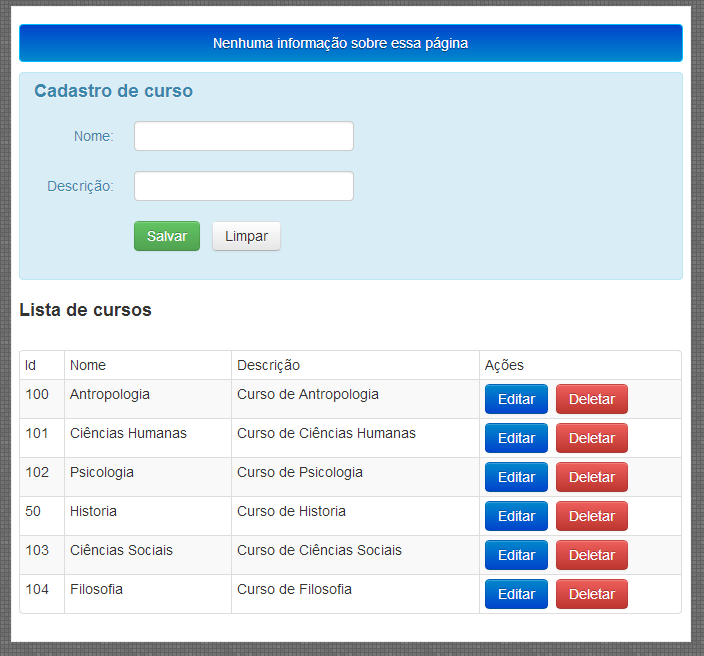 Nenhuma informação sobre essa página
Cadastro de curso
Nome:
Descrição:
Salvar Limpar
Lista de cursos
Id Nome Descrição Ações
100 Antropologia Curso de Antropologia Editar Deletar
101 Ciências Humanas Curso de Ciências Humanas Editar Deletar
102 Psicologia Curso de Psicologia Editar Deletar
50 Historia Curso de Historia Editar Deletar
103 Ciências Sociais Curso de Ciências Sociais Editar Deletar
104 Filosofia Curso de Filosofia Editar Deletar